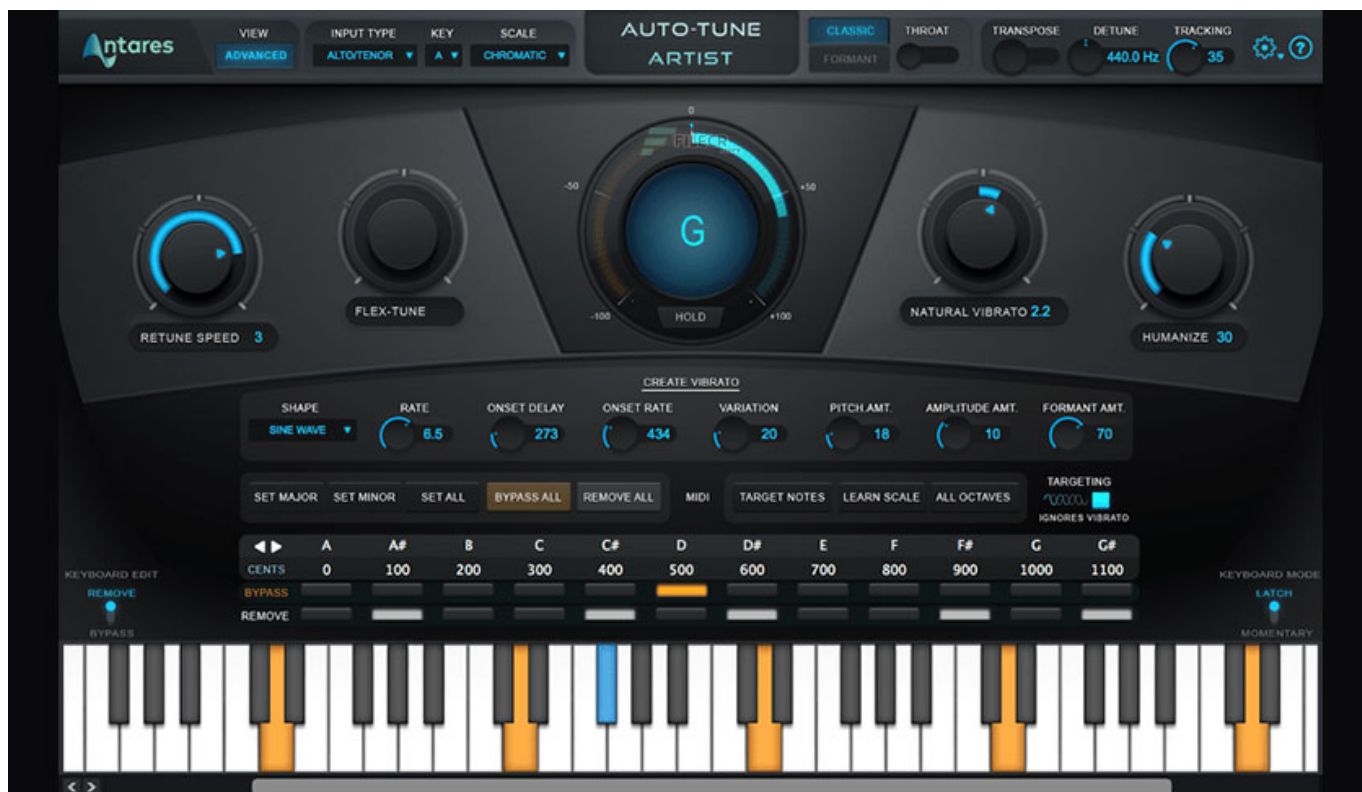 Antares
VIEW
ADVANCED
INPUT TYPE KEY SCALE
ALTO/TENOR A CHROMATIC
AUTO-TUNE
ARTIST
CLASSIC
FORMANT
THROAT
TRANSPOSE DETUNE TRACKING
440.0 Hz 35
?
0
FILECR
-50 +50
G
-100 HOLD +100
RETUNE SPEED 3
FLEX-TUNE
NATURAL VIBRATO 2.2
HUMANIZE 30
CREATE VIBRATO
SHAPE RATE ONSET DELAY ONSET RATE VARIATION PITCH AMT. AMPLITUDE AMT. FORMANT AMT.
SINE WAVE 6.5 273 434 20 18 10 70
SET MAJOR SET MINOR SET ALL BYPASS ALL REMOVE ALL MIDI TARGET NOTES LEARN SCALE ALL OCTAVES
TARGETING
IGNORES VIBRATO
A A# B C C# D D# E F F# G G#
CENTS 0 100 200 300 400 500 600 700 800 900 1000 1100
BYPASS
REMOVE
KEYBOARD EDIT
REMOVE
BYPASS
KEYBOARD MODE
LATCH
MOMENTARY